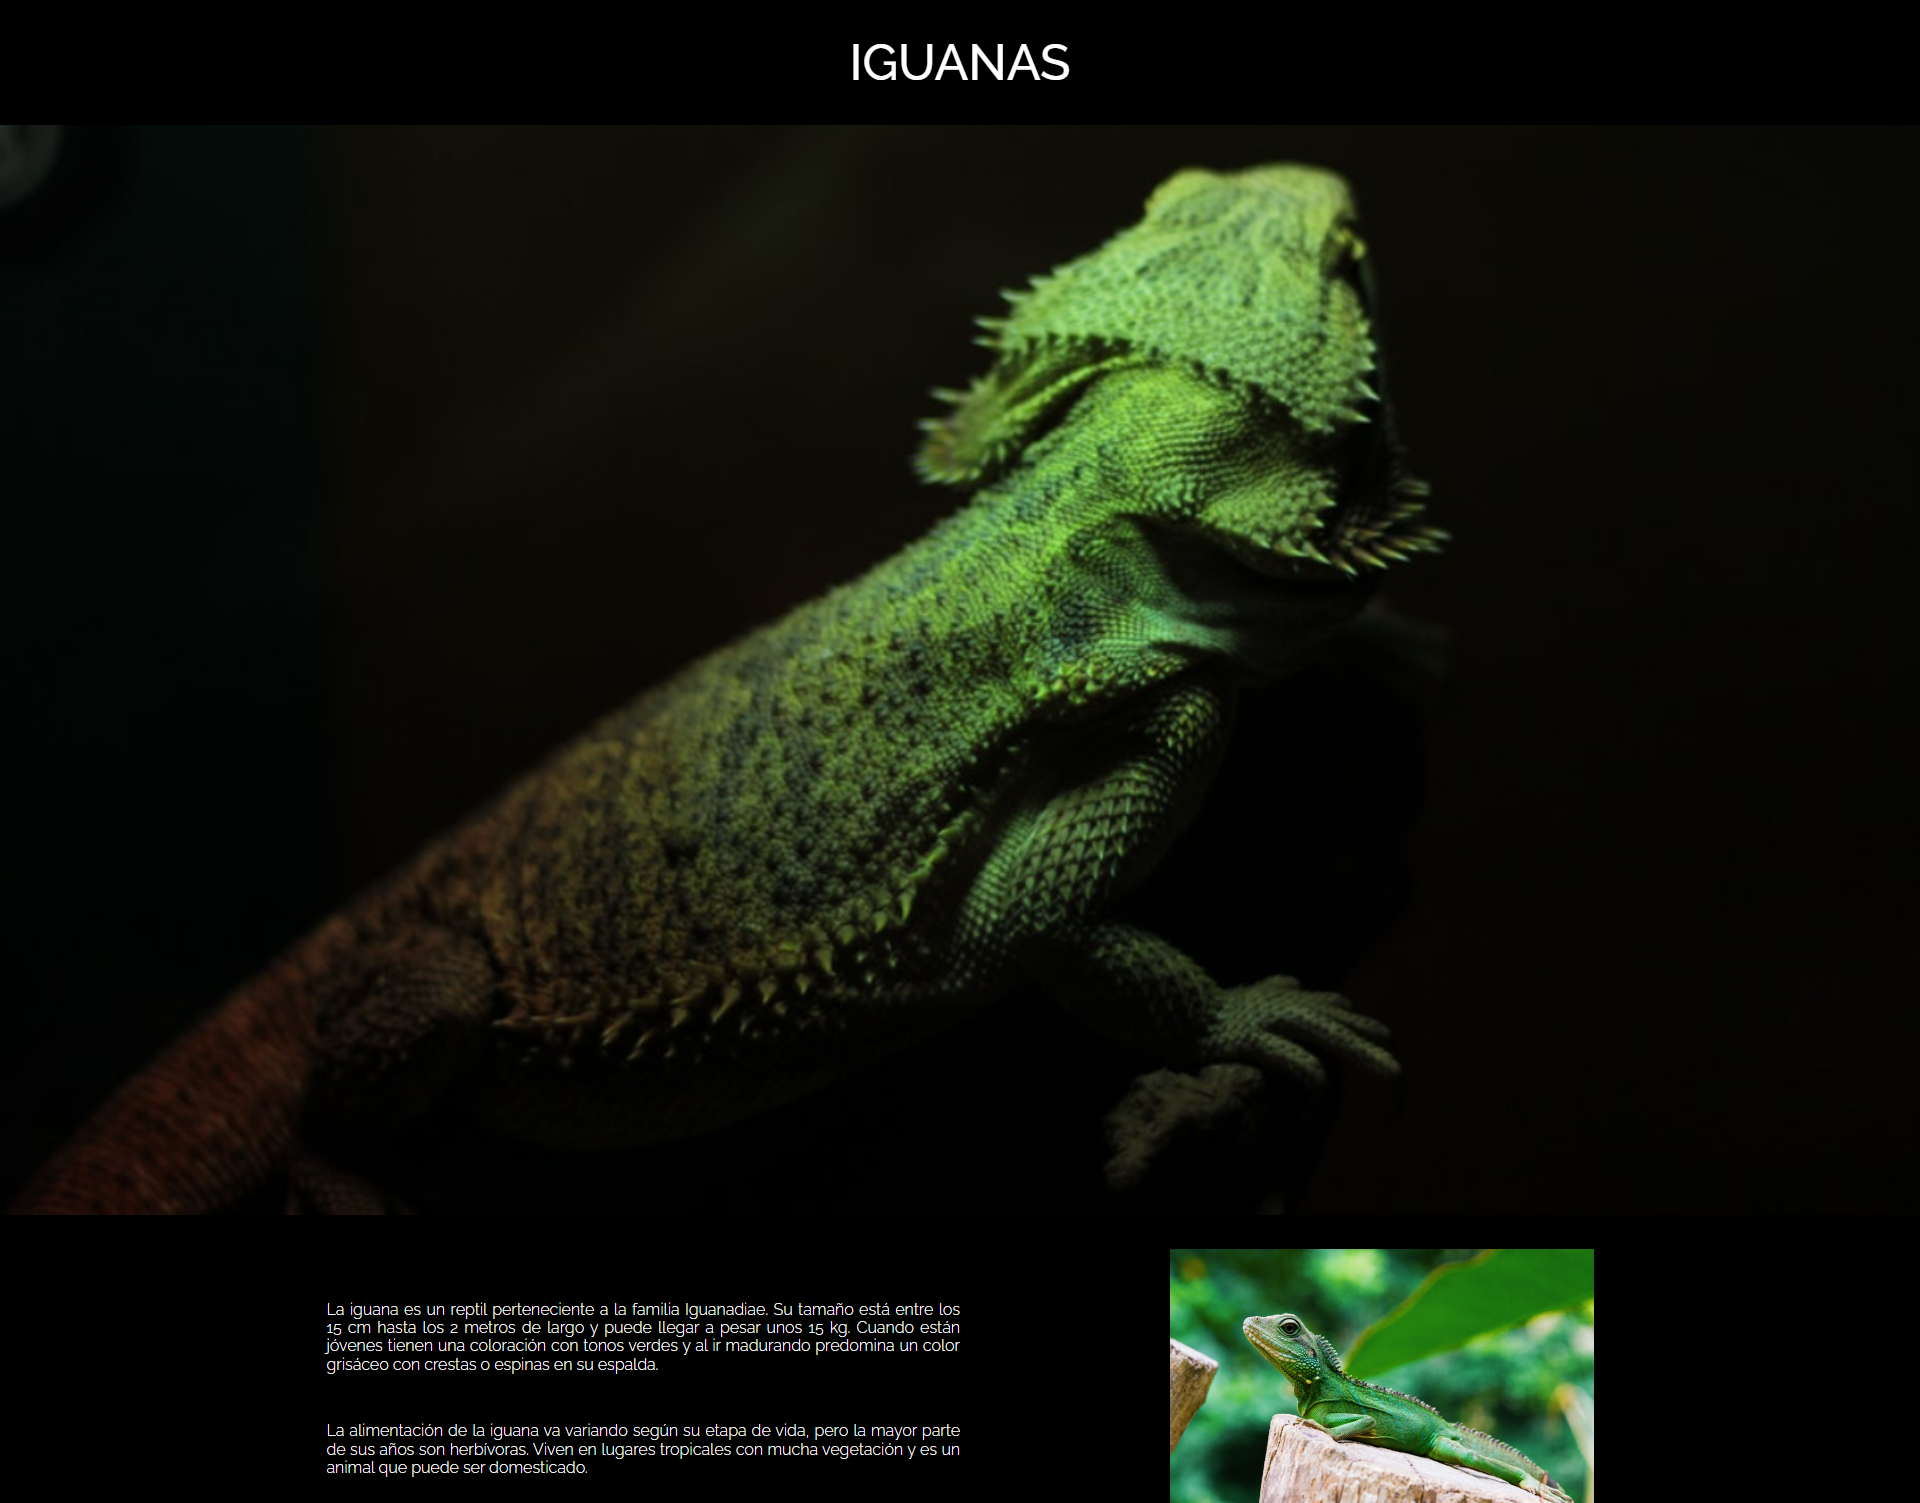 IGUANAS
La iguana es un reptil perteneciente a la familia Iguanadiae. Su tamaño está entre los
15 cm hasta los 2 metros de largo y puede llegar a pesar unos 15 kg. Cuando están
jóvenes tienen una coloración con tonos verdes y al ir madurando predomina un color
grisáceo con crestas o espinas en su espalda.
La alimentación de la iguana va variando según su etapa de vida, pero la mayor parte
de sus años son herbívoras. Viven en lugares tropicales con mucha vegetación y es un
animal que puede ser domesticado.